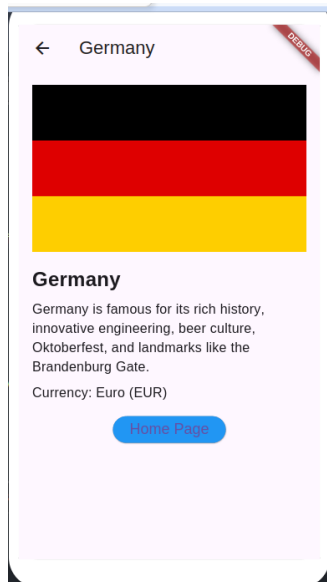 Germany
DEBUG
Germany
Germany is famous for its rich history,
innovative engineering, beer culture,
Oktoberfest, and landmarks like the
Brandenburg Gate.
Currency: Euro (EUR)
Home Page